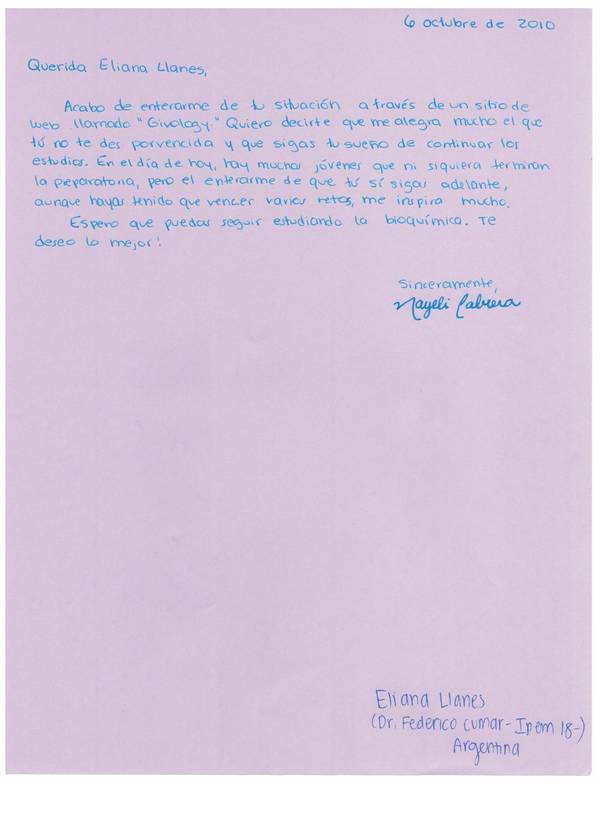 6 octubre de 2010
Querida Eliana Llanes,
Acabo de enterarme de tu situación a través de un sitio de
web llamado "Givology." Quiero decirte que me alegra mucho el que
tú no te des por vencida y que sigas tu sueño de continuar los
estudios. En el día de hoy, hay muchos jóvenes que ni siquiera terminan
la preparatoria, pero el enterarme de que tú sí sigas adelante,
aunque hayas tenido que vencer varios retos, me inspira mucho.
Espero que puedas seguir estudiando la bioquímica. Te
deseo lo mejor!
Sinceramente,
Nayeli Cabrera
Eliana Llanes
(Dr. Federico Cumar- Ipem 18-)
Argentina